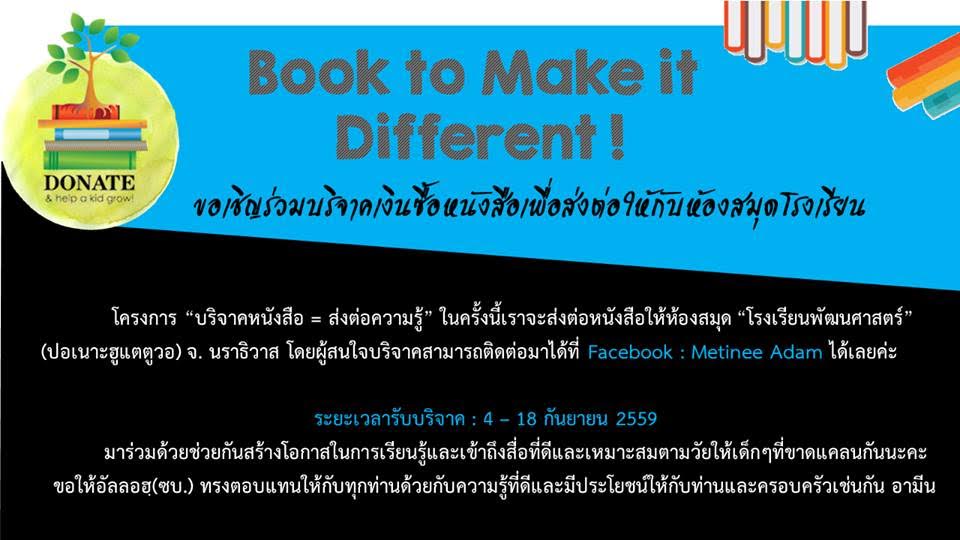 Book to Make it
Different !
DONATE
& help a kid grow!
ขอเชิญร่วมบริจาคเงินซื้อหนังสือเพื่อส่งต่อให้กับห้องสมุดโรงเรียน
โครงการ “บริจาคหนังสือ = ส่งต่อความรู้” ในครั้งนี้เราจะส่งต่อหนังสือให้ห้องสมุด “โรงเรียนพัฒนศาสตร์”
(ปอเนาะฮูแตตูวอ) จ. นราธิวาส โดยผู้สนใจบริจาคสามารถติดต่อมาได้ที่ Facebook : Metinee Adam ได้เลยค่ะ
ระยะเวลารับบริจาค : 4 – 18 กันยายน 2559
มาร่วมด้วยช่วยกันสร้างโอกาสในการเรียนรู้และเข้าถึงสื่อที่ดีและเหมาะสมตามวัยให้เด็กๆที่ขาดแคลนกันนะคะ
ขอให้อัลลอฮฺ(ซบ.) ทรงตอบแทนให้กับทุกท่านด้วยกับความรู้ที่ดีและมีประโยชน์ให้กับท่านและครอบครัวเช่นกัน อามีน